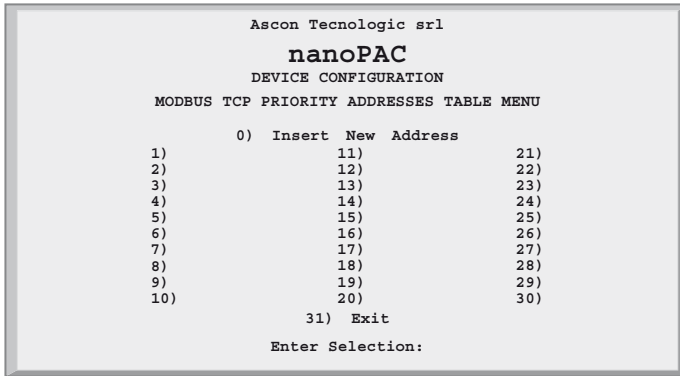 Ascon Tecnologic srl
nanoPAC
DEVICE CONFIGURATION
MODBUS TCP PRIORITY ADDRESSES TABLE MENU
0) Insert New Address
1) 11) 21)
2) 12) 22)
3) 13) 23)
4) 14) 24)
5) 15) 25)
6) 16) 26)
7) 17) 27)
8) 18) 28)
9) 19) 29)
10) 20) 30)
31) Exit
Enter Selection: